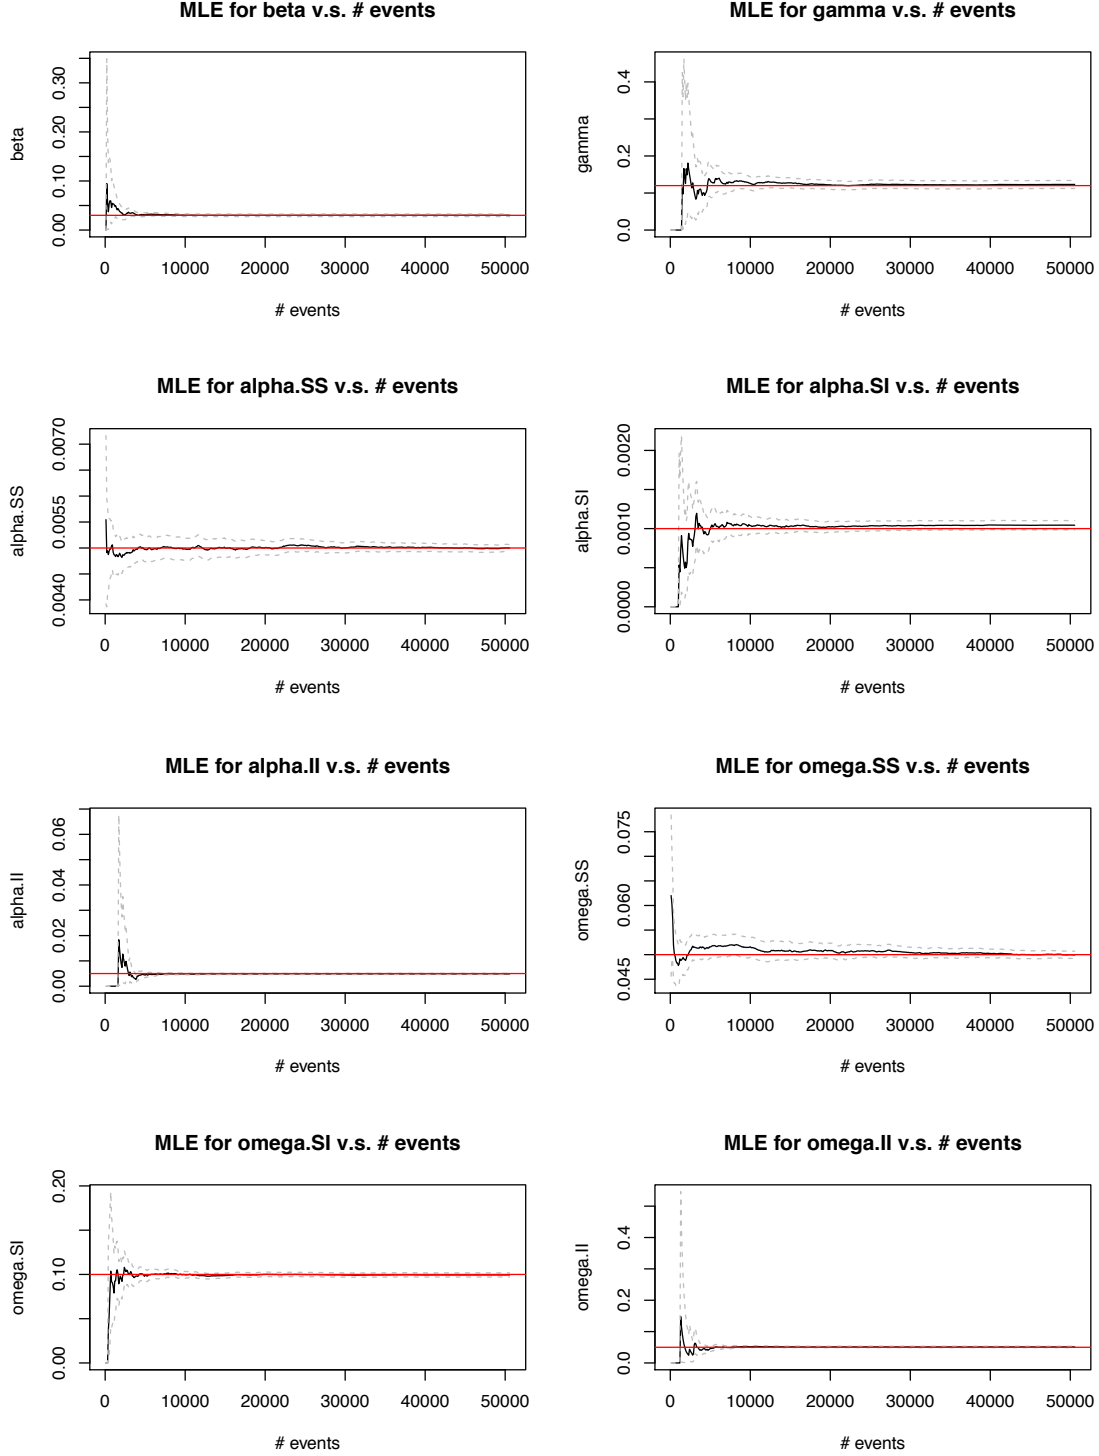 MLE for beta v.s. # events
MLE for gamma v.s. # events
beta
0.00 0.10 0.20 0.30
0 10000 20000 30000 40000 50000
# events
gamma
0.0 0.2 0.4
0 10000 20000 30000 40000 50000
# events
MLE for alpha.SS v.s. # events
MLE for alpha.SI v.s. # events
alpha.SS
0.0040 0.0055 0.0070
0 10000 20000 30000 40000 50000
# events
alpha.SI
0.0000 0.0010 0.0020
0 10000 20000 30000 40000 50000
# events
MLE for alpha.II v.s. # events
MLE for omega.SS v.s. # events
alpha.II
0.00 0.02 0.04 0.06
0 10000 20000 30000 40000 50000
# events
omega.SS
0.045 0.060 0.075
0 10000 20000 30000 40000 50000
# events
MLE for omega.SI v.s. # events
MLE for omega.II v.s. # events
omega.SI
0.00 0.10 0.20
0 10000 20000 30000 40000 50000
# events
omega.II
0.0 0.2 0.4
0 10000 20000 30000 40000 50000
# events